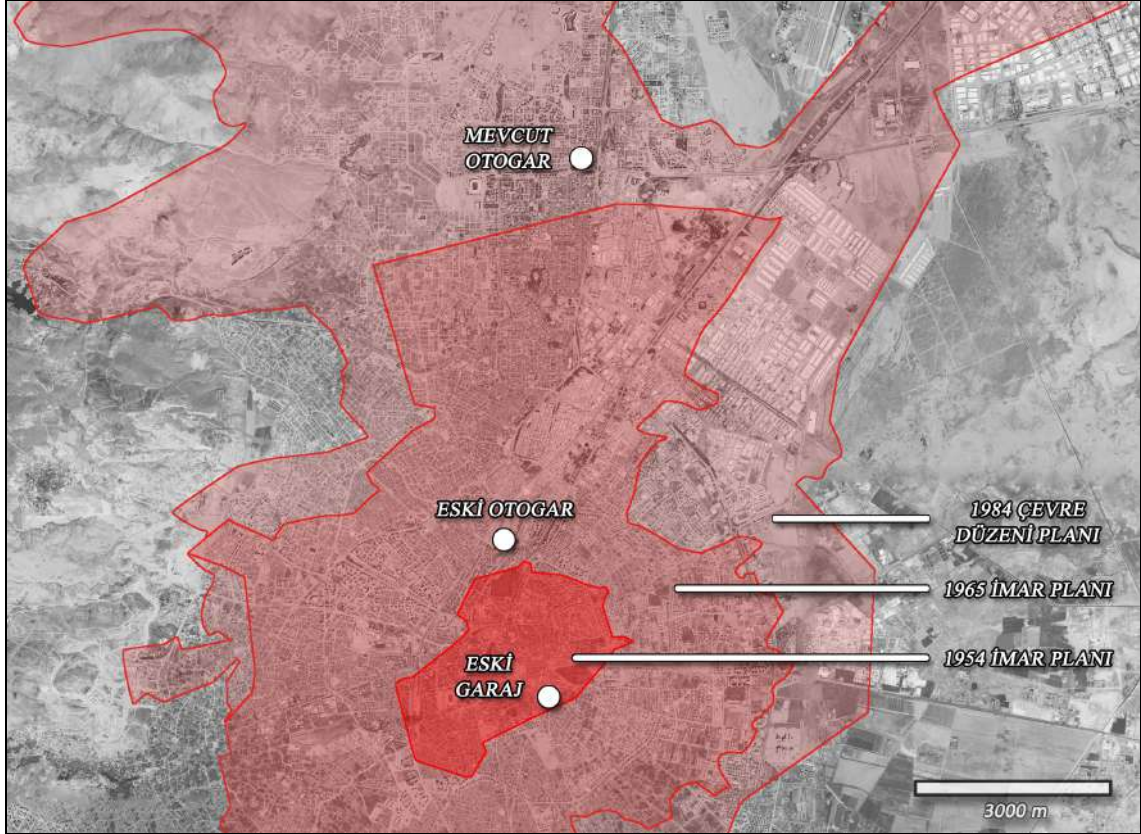 MEVCUT
OTOGAR
ESKİ OTOGAR
1984 ÇEVRE
DÜZENİ PLANI
1965 İMAR PLANI
1954 İMAR PLANI
ESKİ
GARAJ
3000 m